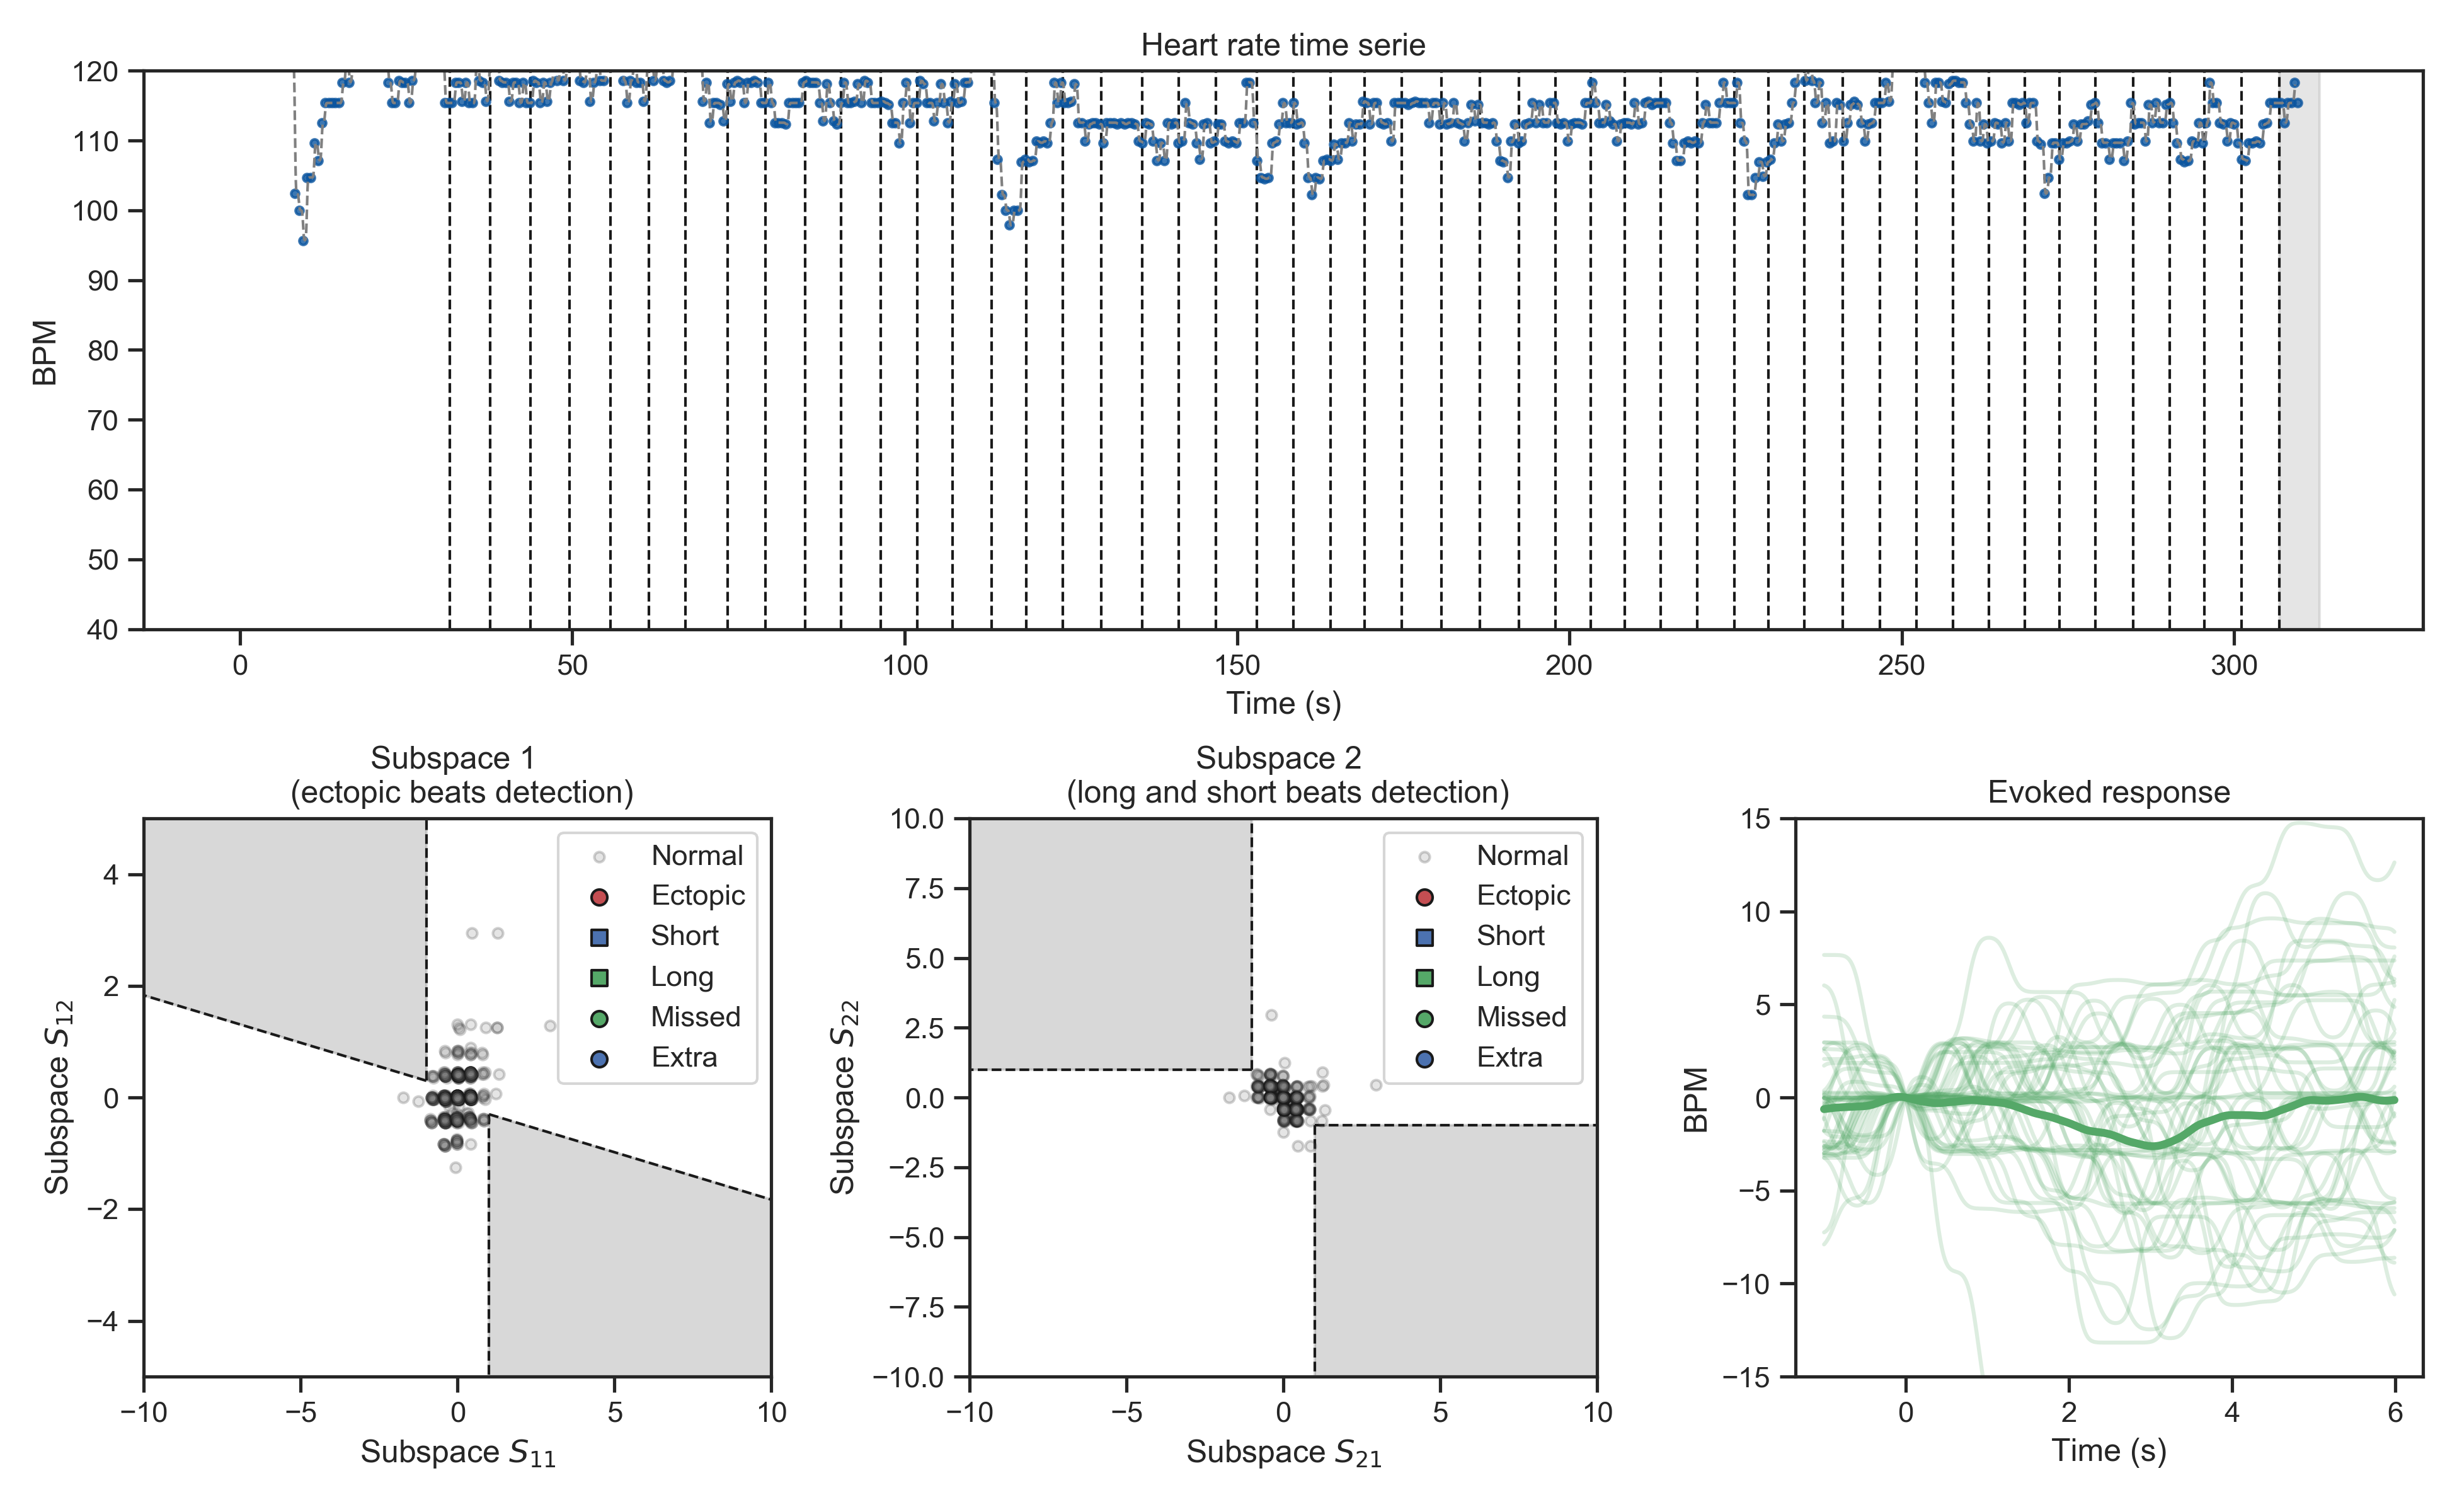 Heart rate time serie
BPM
120
110
100
90
80
70
60
50
40
0
50
100
150
200
250
300
Time (s)
Subspace 1
(ectopic beats detection)
Subspace S12
4
2
0
−2
−4
Normal
Ectopic
Short
Long
Missed
Extra
−10
−5
0
5
10
Subspace S11
Subspace 2
(long and short beats detection)
Subspace S22
10.0
7.5
5.0
2.5
0.0
−2.5
−5.0
−7.5
−10.0
Normal
Ectopic
Short
Long
Missed
Extra
−10
−5
0
5
10
Subspace S21
Evoked response
BPM
15
10
5
0
−5
−10
−15
0
2
4
6
Time (s)